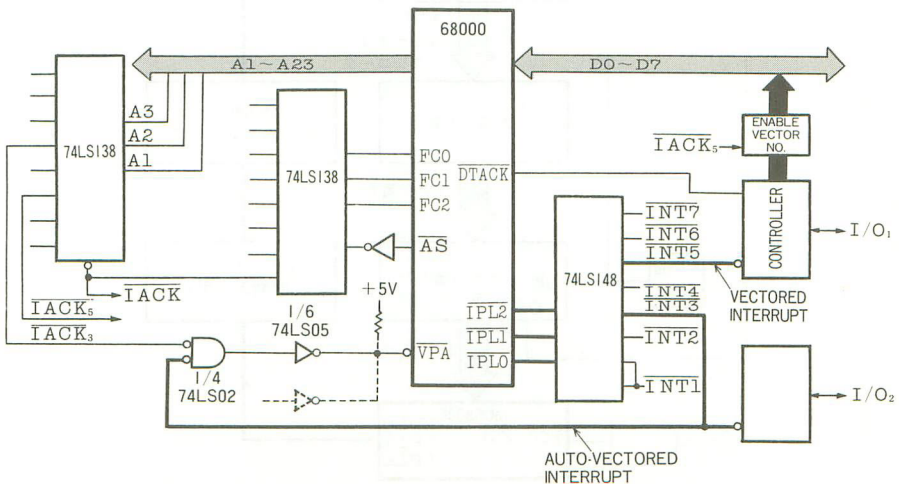 68000
A1~A23
D0~D7
74LS138
A3
A2
A1
74LS138
FC0
FC1
FC2
AS
DTACK
IACK5
ENABLE
VECTOR
NO.
CONTROLLER
I/O1
INT7
INT6
INT5
74LS148
INT4
INT3
INT2
INT1
VECTORED
INTERRUPT
IACK
IACK5
IACK3
+5V
1/6
74LS05
IPL2
IPL1
IPL0
VPA
1/4
74LS02
I/O2
AUTO-VECTORED
INTERRUPT